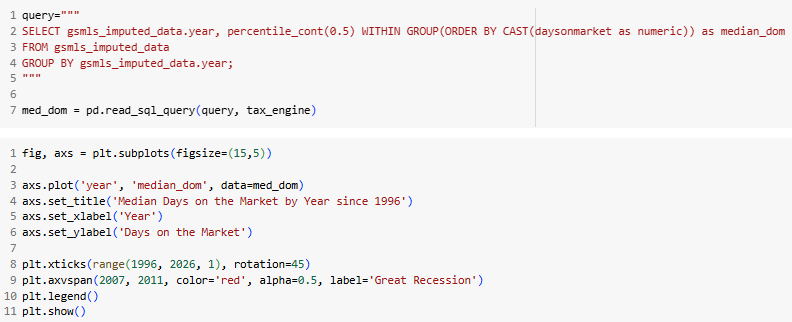 1 query="""
2 SELECT gsmls_imputed_data.year, percentile_cont(0.5) WITHIN GROUP(ORDER BY CAST(daysonmarket as numeric)) as median_dom
3 FROM gsmls_imputed_data
4 GROUP BY gsmls_imputed_data.year;
5 """
6
7 med_dom = pd.read_sql_query(query, tax_engine)
1 fig, axs = plt.subplots(figsize=(15,5))
2
3 axs.plot('year', 'median_dom', data=med_dom)
4 axs.set_title('Median Days on the Market by Year since 1996')
5 axs.set_xlabel('Year')
6 axs.set_ylabel('Days on the Market')
7
8 plt.xticks(range(1996, 2026, 1), rotation=45)
9 plt.axvspan(2007, 2011, color='red', alpha=0.5, label='Great Recession')
10 plt.legend()
11 plt.show()